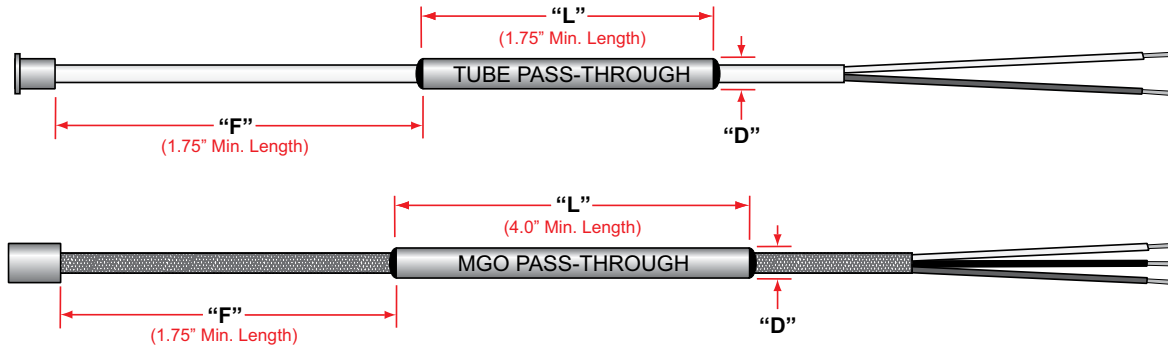 “L”
(1.75” Min. Length)
TUBE PASS-THROUGH
“F”
(1.75” Min. Length)
“D”
“L”
(4.0” Min. Length)
MGO PASS-THROUGH
“F”
(1.75” Min. Length)
“D”